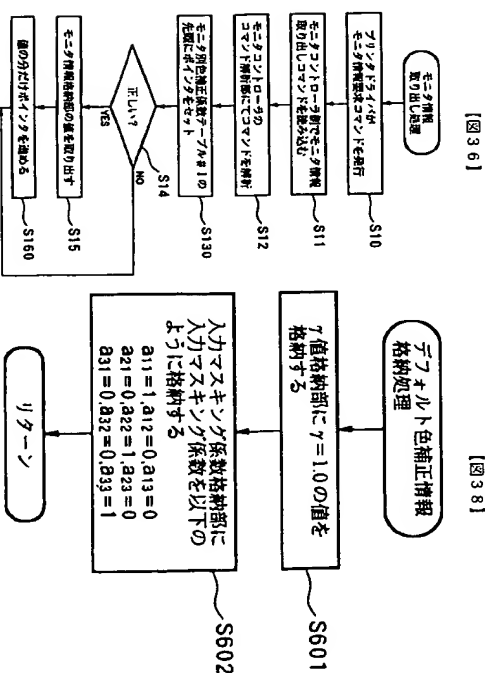 【図３６】
モニタ情報
取り出し処理
プリンタドライバが
モニタ情報要求コマンドを発行
S10
モニタコントローラ側でモニタ情報
取り出しコマンドを読み込む
S11
モニタコントローラの
コマンド解析部にてコマンドを解析
S12
モニタ別色補正係数テーブル#1の
先頭にポインタをセット
S130
正しい?
S14
NO
YES
モニタ情報格納部の値を取り出す
S15
値の分だけポインタを進める
S160
【図３８】
デフォルト色補正情報
格納処理
γ値格納部にγ=1.0の値を
格納する
S601
入力マスキング係数格納部に
入力マスキング係数を以下の
ように格納する
a11=1,a12=0,a13=0
a21=0,a22=1,a23=0
a31=0,a32=0,a33=1
S602
リターン